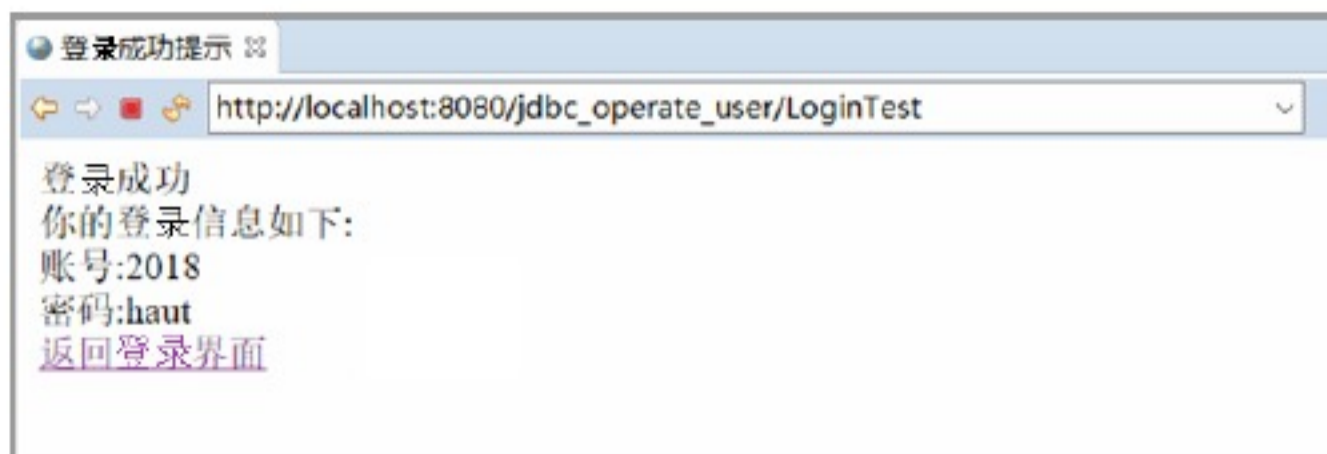 登录成功提示
http://localhost:8080/jdbc_operate_user/LoginTest
登录成功
你的登录信息如下:
账号:2018
密码:haut
返回登录界面